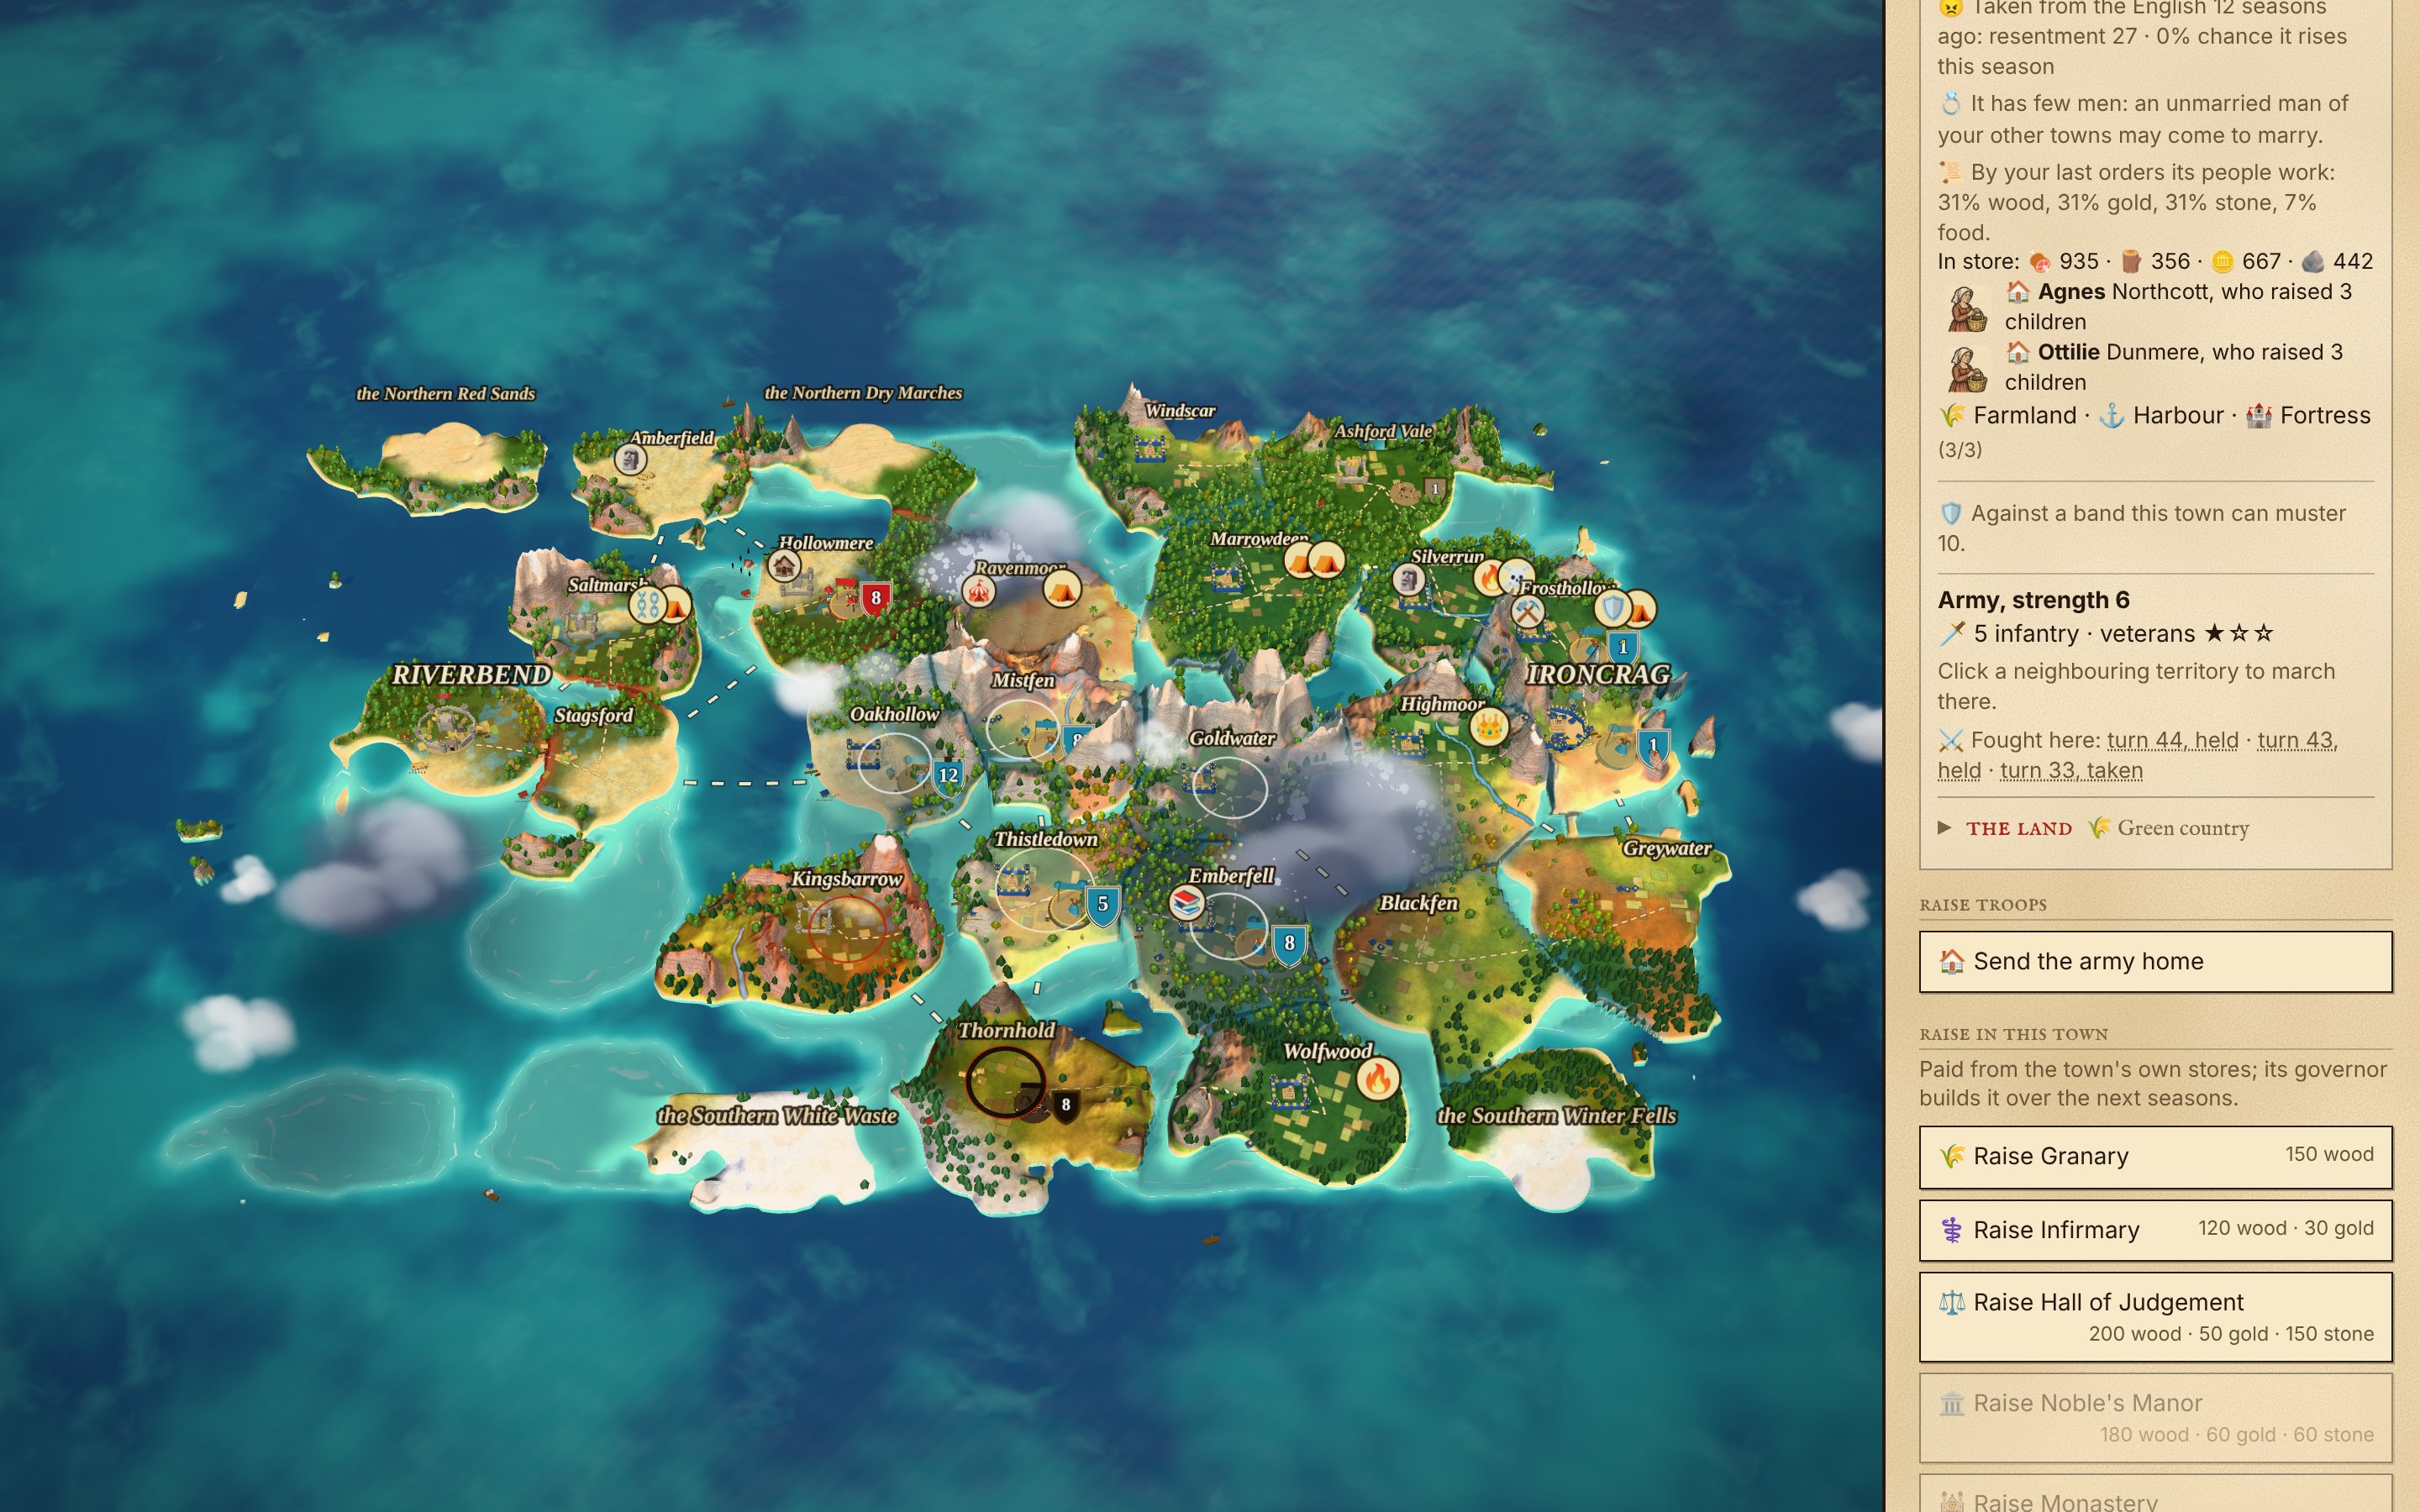 the Northern Red Sands
the Northern Dry Marches
Amberfield
Windscar
Ashford Vale
1
Hollowmere
8
Ravenmoor
Marrowdeep
Silverrun
Frosthollow
1
Saltmarsh
RIVERBEND
Stagsford
Mistfen
Oakhollow
12
Goldwater
Highmoor
IRONCRAG
1
Thistledown
5
Kingsbarrow
Emberfell
8
Blackfen
Greywater
Thornhold
8
Wolfwood
the Southern White Waste
the Southern Winter Fells
😠 Taken from the English 12 seasons
ago: resentment 27 · 0% chance it rises
this season
💍 It has few men: an unmarried man of
your other towns may come to marry.
📜 By your last orders its people work:
31% wood, 31% gold, 31% stone, 7%
food.
In store: 🍖 935 · 🪵 356 · 🪙 667 · 🪨 442
🏠 Agnes Northcott, who raised 3
children
🏠 Ottilie Dunmere, who raised 3
children
🌾 Farmland · ⚓ Harbour · 🏰 Fortress
(3/3)
🛡️ Against a band this town can muster
10.
Army, strength 6
🗡️ 5 infantry · veterans ★☆☆
Click a neighbouring territory to march
there.
⚔️ Fought here: turn 44, held · turn 43,
held · turn 33, taken
▶ THE LAND 🌾 Green country
RAISE TROOPS
🏠 Send the army home
RAISE IN THIS TOWN
Paid from the town's own stores; its governor
builds it over the next seasons.
🌾 Raise Granary 150 wood
⚕️ Raise Infirmary 120 wood · 30 gold
⚖️ Raise Hall of Judgement
200 wood · 50 gold · 150 stone
🏛️ Raise Noble's Manor
180 wood · 60 gold · 60 stone
Raise Monastery